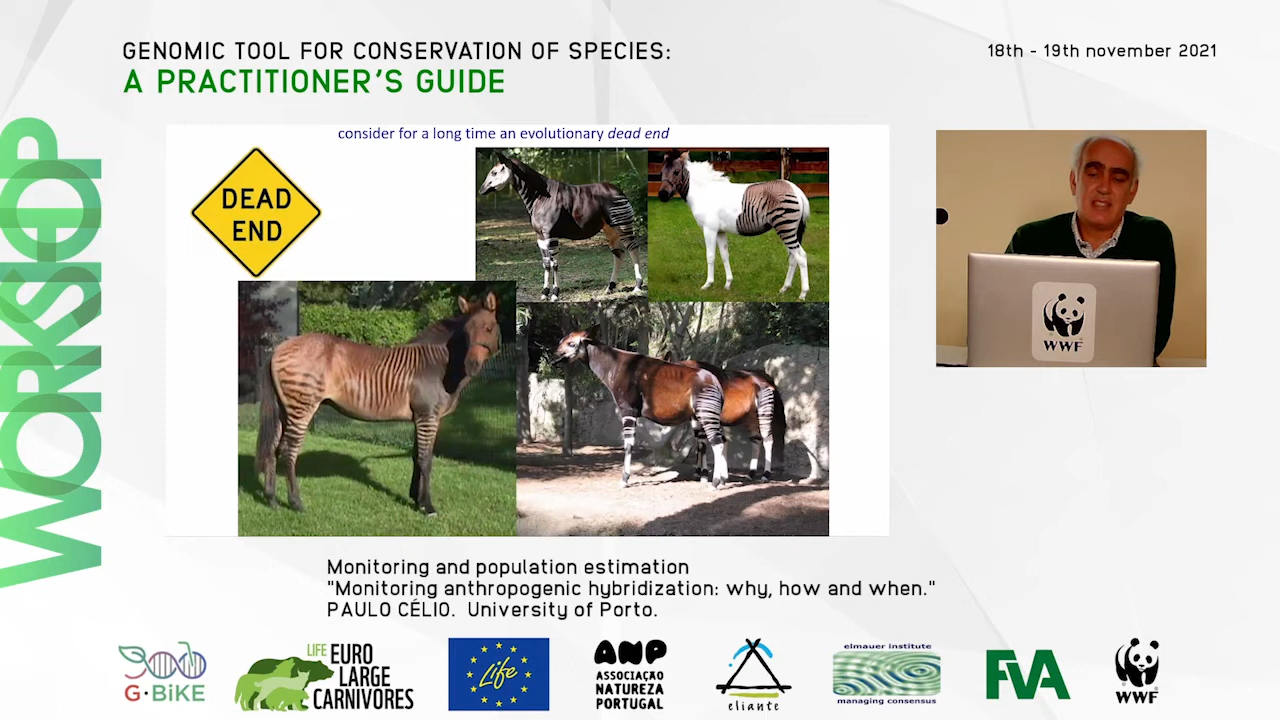 GENOMIC TOOL FOR CONSERVATION OF SPECIES:
A PRACTITIONER'S GUIDE
18th - 19th november 2021
WORKSHOP
consider for a long time an evolutionary dead end
DEAD
END
WWF
Monitoring and population estimation
"Monitoring anthropogenic hybridization: why, how and when."
PAULO CÉLIO. University of Porto.
G·BiKE
LIFE EURO
LARGE
CARNIVORES
Life
ANP
ASSOCIAÇÃO
NATUREZA
PORTUGAL
eliante
elmauer institute
managing consensus
FVA
WWF